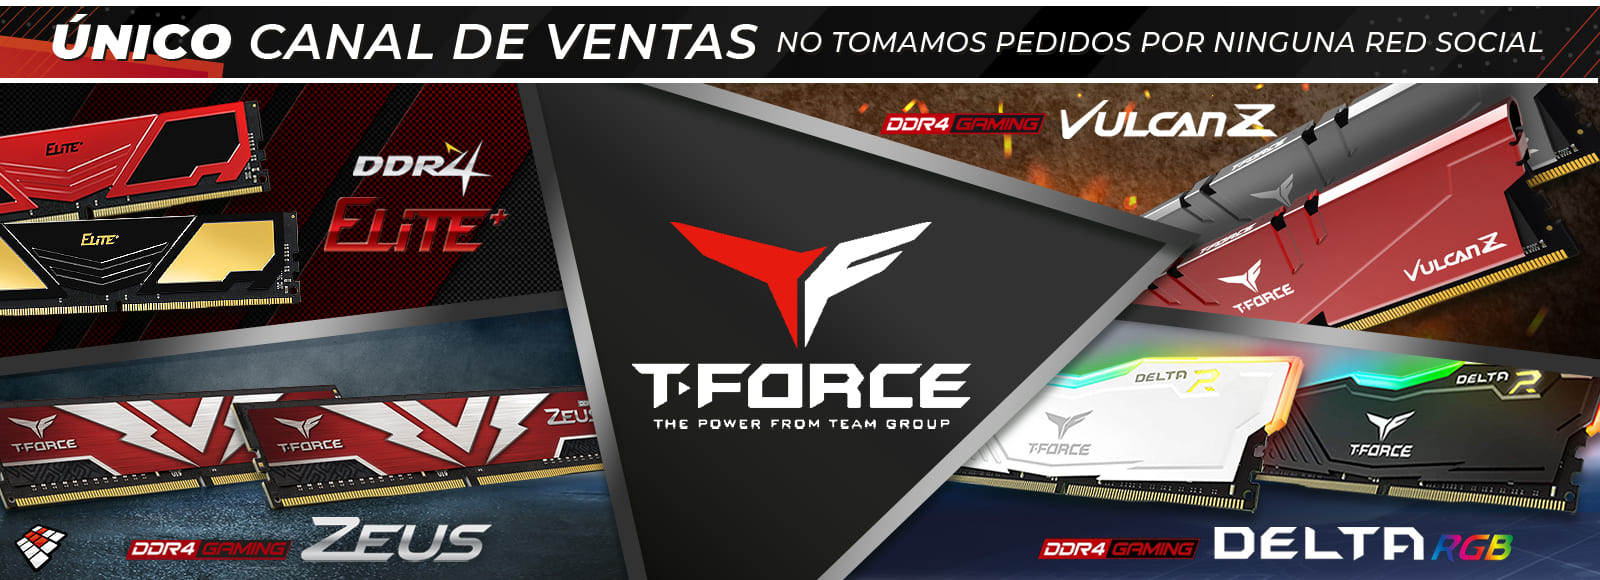 ÚNICO CANAL DE VENTAS NO TOMAMOS PEDIDOS POR NINGUNA RED SOCIAL
ELITE+
ELITE+
DDR4
ELITE+
DDR4 GAMING VULCAN Z
T-FORCE
T-FORCE
T-FORCE
VULCAN Z
T-FORCE
THE POWER FROM TEAM GROUP
T-FORCE
T-FORCE
ZEUS
DDR4 GAMING ZEUS
DELTA R
T-FORCE
DELTA R
T-FORCE
DDR4 GAMING DELTA RGB